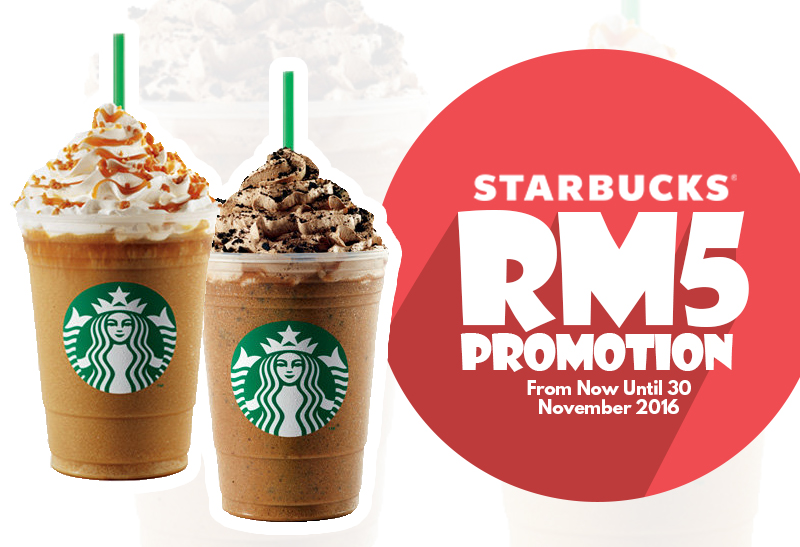 STARBUCKS®
RM5
PROMOTION
From Now Until 30
November 2016